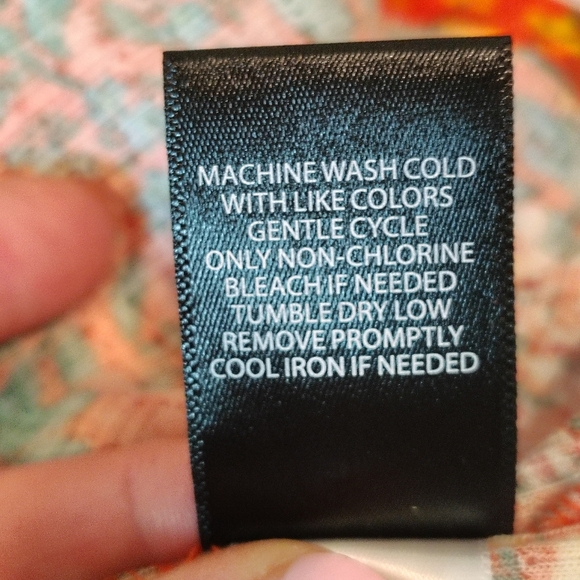 MACHINE WASH COLD
WITH LIKE COLORS
GENTLE CYCLE
ONLY NON-CHLORINE
BLEACH IF NEEDED
TUMBLE DRY LOW
REMOVE PROMPTLY
COOL IRON IF NEEDED